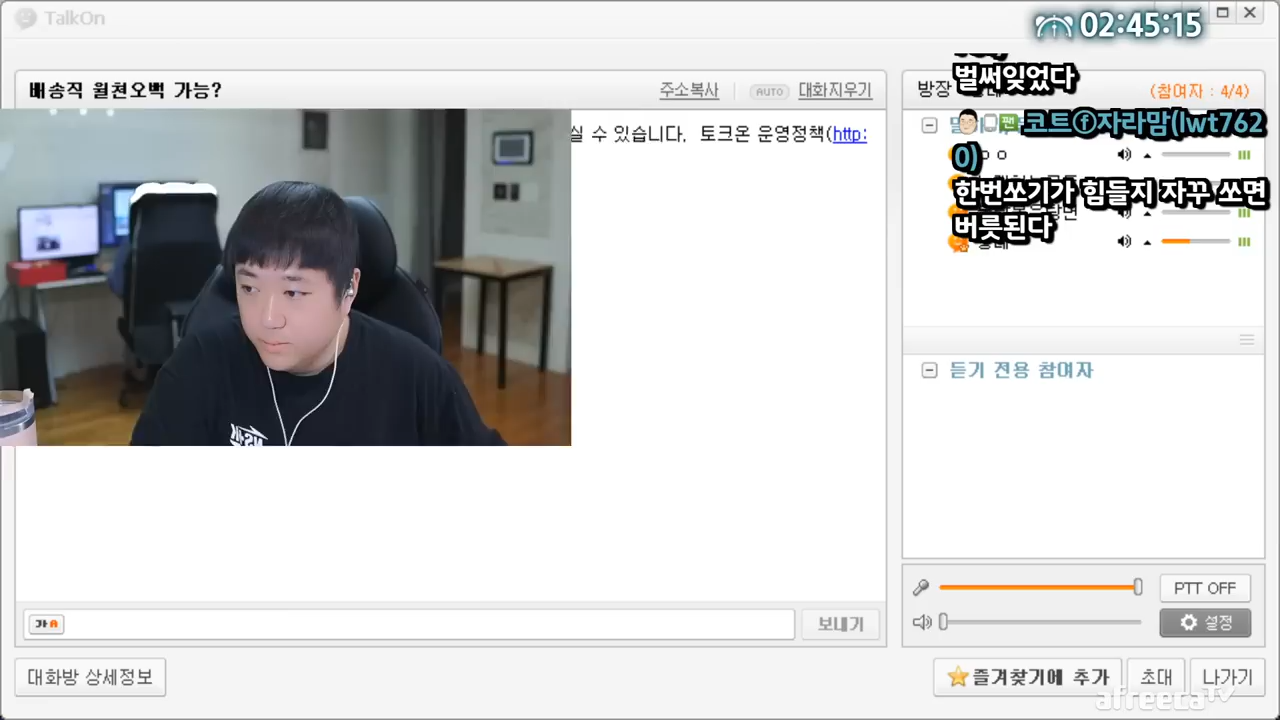 TalkOn
02:45:15
배송직 월천오백 가능?
주소복사
AUTO
대화지우기
실 수 있습니다. 토크온 운영정책(http:
방장
(참여자 : 4/4)
벌써잊었다
팬 코트ⓕ자라맘(lwt762
0)
한번쏘기가 힘들지 자꾸 쏘면
버릇된다
듣기 전용 참여자
PTT OFF
설정
가A
보내기
대화방 상세정보
즐겨찾기에 추가
초대
나가기
afreecaTV